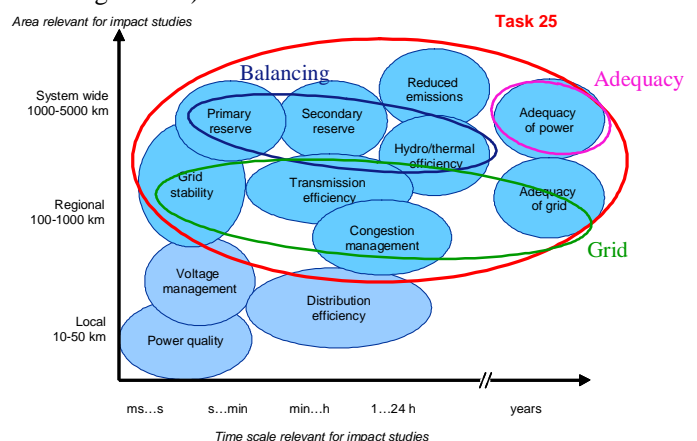 Task 25
Area relevant for impact studies
Balancing
Adequacy
Reduced
emissions
System wide
1000-5000 km
Primary
reserve
Secondary
reserve
Adequacy
of power
Hydro/thermal
efficiency
Grid
stability
Transmission
efficiency
Adequacy
of grid
Regional
100-1000 km
Congestion
management
Grid
Voltage
management
Distribution
efficiency
Local
10-50 km
Power quality
ms...s
s...min
min...h
1...24 h
years
Time scale relevant for impact studies